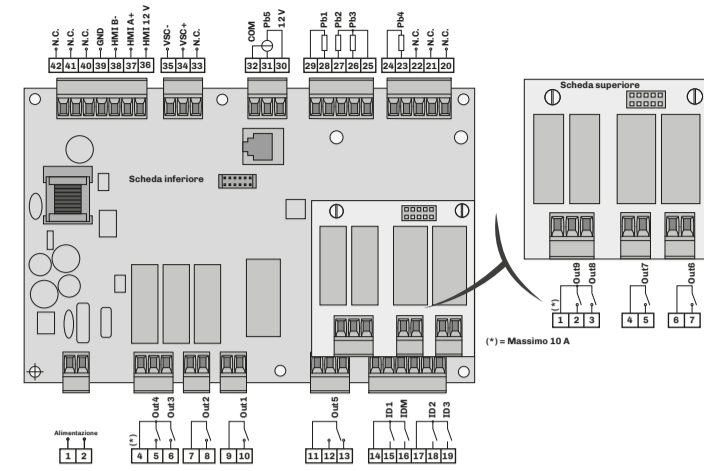 N.C.
N.C.
N.C.
GND
HMI B-
HMI A+
HMI 12 V
VSC-
VSC+
N.C.
COM
Pb5
12 V
Pb1
Pb2
Pb3
Pb4
N.C.
N.C.
N.C.
42 41 40 39 38 37 36
35 34 33
32 31 30
29 28 27 26 25
24 23 22 21 20
Scheda superiore
Scheda inferiore
Out9
Out8
Out7
Out6
(*)
1 2 3
4 5
6 7
(*) = Massimo 10 A
Alimentazione
(*)
Out4
Out3
Out2
Out1
Out5
ID1
IDM
ID2
ID3
1 2
4 5 6
7 8
9 10
11 12 13
14 15 16 17 18 19